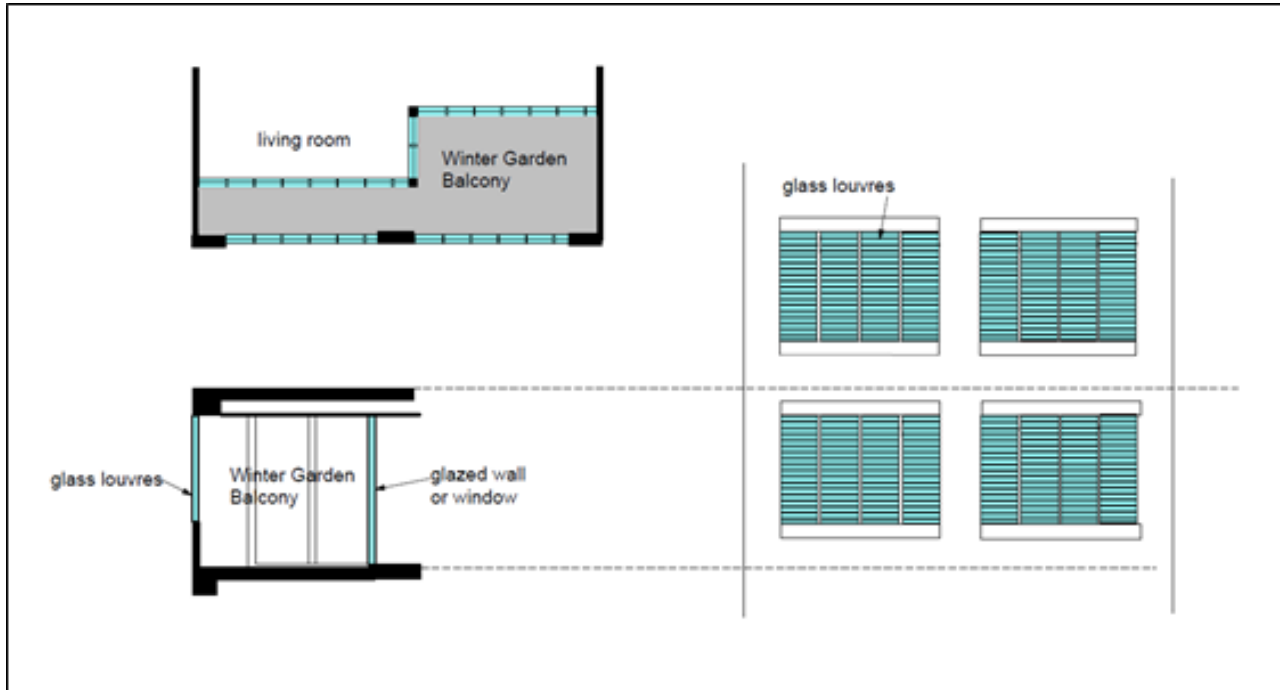 living room
Winter Garden
Balcony
glass louvres
glass louvres
Winter Garden
Balcony
glazed wall
or window